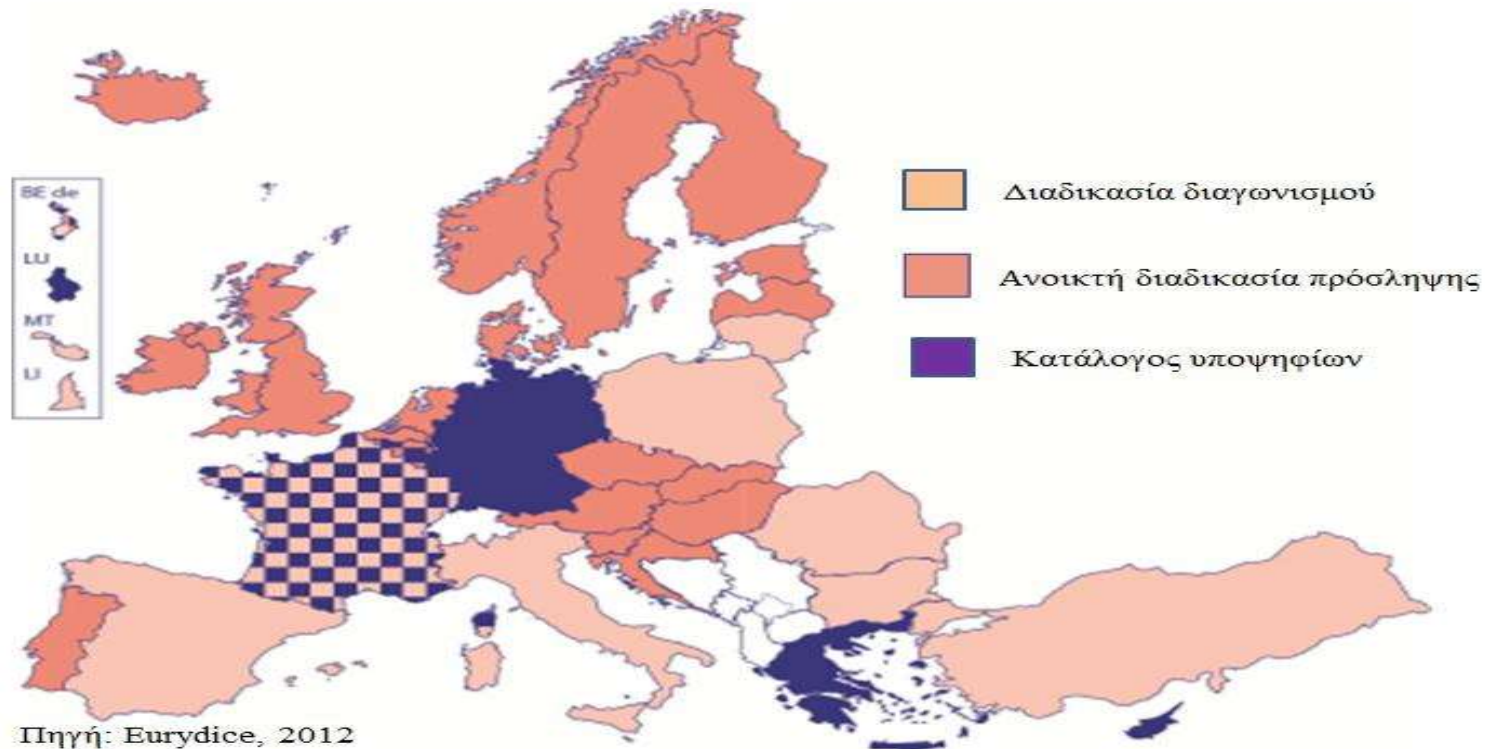 BE de
LU
MT
LI
Διαδικασία διαγωνισμού
Ανοικτή διαδικασία πρόσληψης
Κατάλογος υποψηφίων
Πηγή: Eurydice, 2012